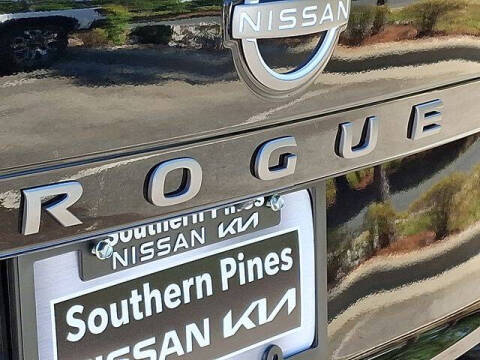 NISSAN
ROGUE
Southern Pines
NISSAN KIA
Southern Pines
NISSAN KIA